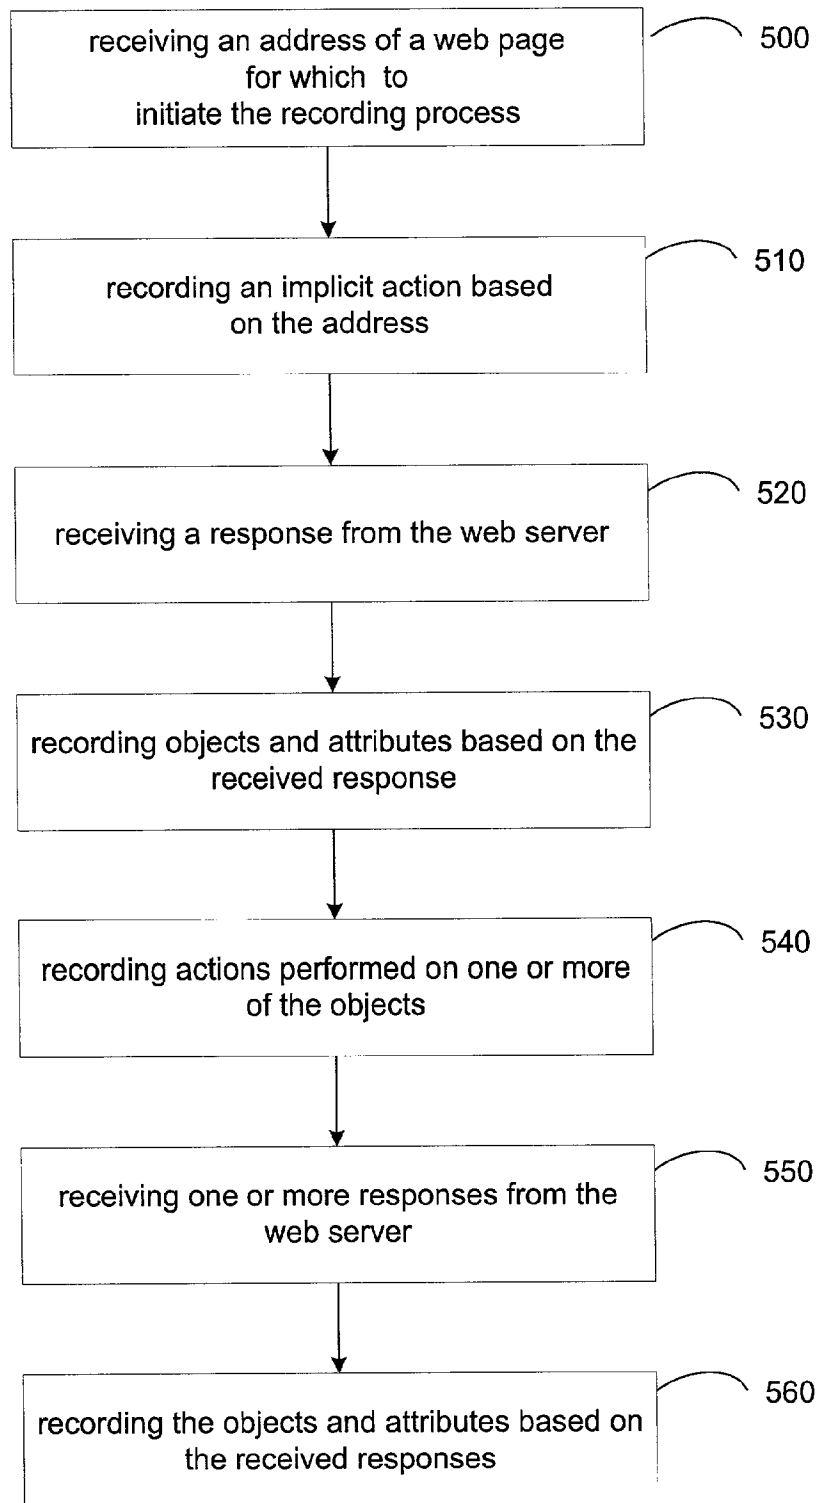 receiving an address of a web page
for which to
initiate the recording process
500
recording an implicit action based
on the address
510
receiving a response from the web server
520
recording objects and attributes based on the
received response
530
recording actions performed on one or more
of the objects
540
receiving one or more responses from the
web server
550
recording the objects and attributes based on
the received responses
560